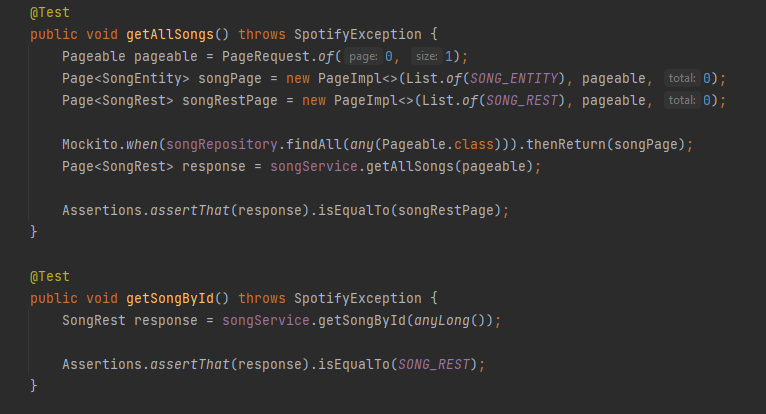 @Test
public void getAllSongs() throws SpotifyException {
Pageable pageable = PageRequest.of( page: 0, size: 1);
Page<SongEntity> songPage = new PageImpl<>(List.of(SONG_ENTITY), pageable, total: 0);
Page<SongRest> songRestPage = new PageImpl<>(List.of(SONG_REST), pageable, total: 0);
Mockito.when(songRepository.findAll(any(Pageable.class))).thenReturn(songPage);
Page<SongRest> response = songService.getAllSongs(pageable);
Assertions.assertThat(response).isEqualTo(songRestPage);
}
@Test
public void getSongById() throws SpotifyException {
SongRest response = songService.getSongById(anyLong());
Assertions.assertThat(response).isEqualTo(SONG_REST);
}